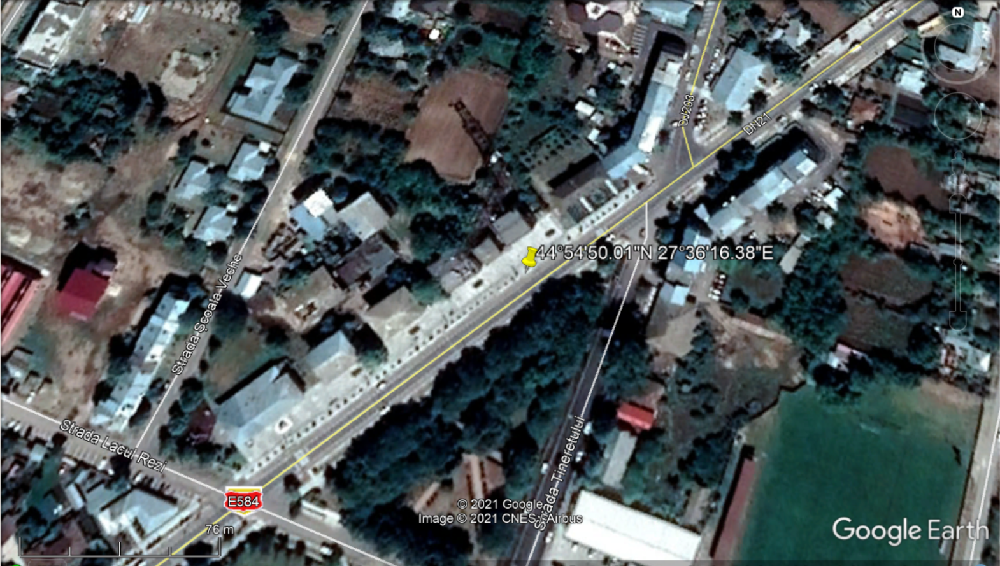 N
DJ203
DN21
44°54'50.01"N 27°36'16.38"E
Strada Școala Veche
Strada Lacul Rezi
Strada Tineretului
E584
© 2021 Google
Image © 2021 CNES / Airbus
76 m
Google Earth